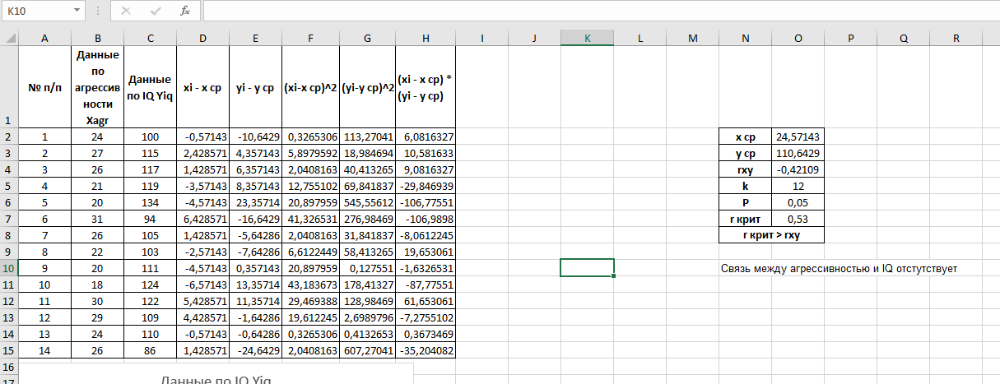 K10
fx
A B C D E F G H I J K L M N O P Q R
1 № п/п Данные по агрессив ности Xagr Данные по IQ Yiq xi - x ср yi - y ср (xi-x ср)^2 (yi-y ср)^2 (xi - x ср) * (yi - y ср)
2 1 24 100 -0,57143 -10,6429 0,3265306 113,27041 6,0816327 x ср 24,57143
3 2 27 115 2,428571 4,357143 5,8979592 18,984694 10,581633 y ср 110,6429
4 3 26 117 1,428571 6,357143 2,0408163 40,413265 9,0816327 rxy -0,42109
5 4 21 119 -3,57143 8,357143 12,755102 69,841837 -29,846939 k 12
6 5 20 134 -4,57143 23,35714 20,897959 545,55612 -106,77551 P 0,05
7 6 31 94 6,428571 -16,6429 41,326531 276,98469 -106,9898 r крит 0,53
8 7 26 105 1,428571 -5,64286 2,0408163 31,841837 -8,0612245 r крит > rxy
9 8 22 103 -2,57143 -7,64286 6,6122449 58,413265 19,653061
10 9 20 111 -4,57143 0,357143 20,897959 0,127551 -1,6326531 Связь между агрессивностью и IQ отстутствует
11 10 18 124 -6,57143 13,35714 43,183673 178,41327 -87,77551
12 11 30 122 5,428571 11,35714 29,469388 128,98469 61,653061
13 12 29 109 4,428571 -1,64286 19,612245 2,6989796 -7,2755102
14 13 24 110 -0,57143 -0,64286 0,3265306 0,4132653 0,3673469
15 14 26 86 1,428571 -24,6429 2,0408163 607,27041 -35,204082
16
17 Данные по IQ Yiq